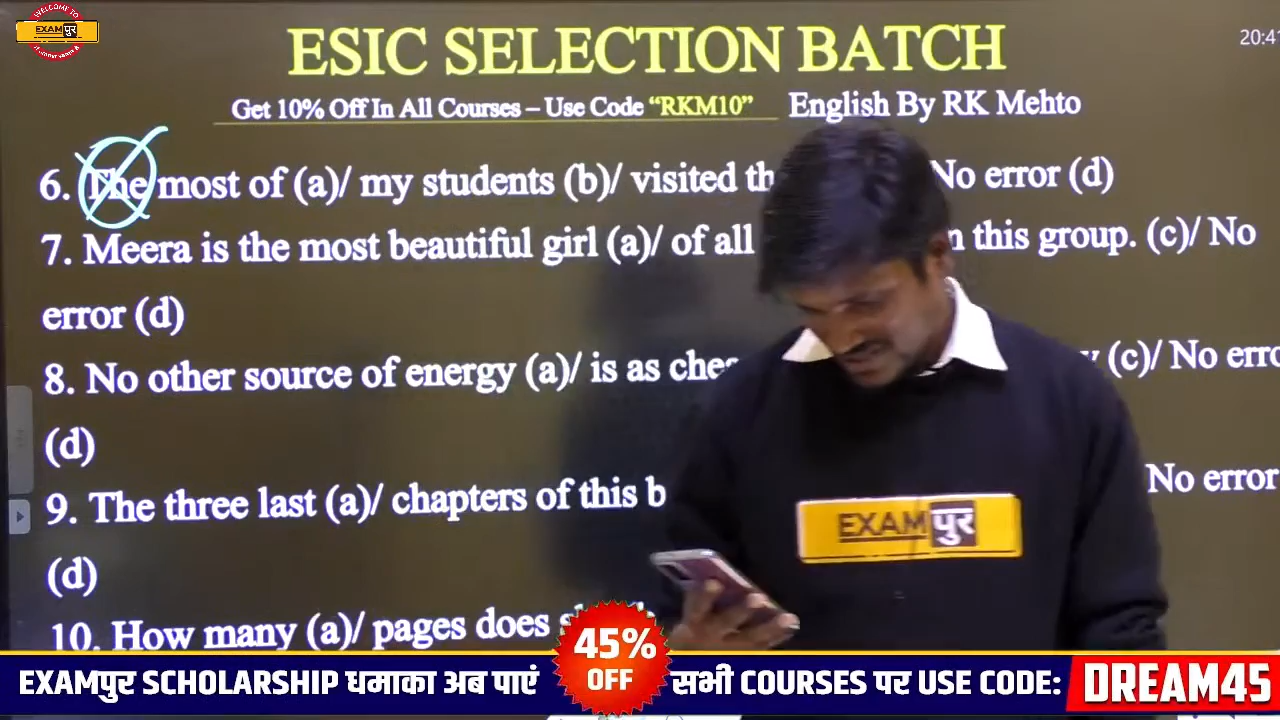 WELCOME TO
EXAMपुर
20:41
ESIC SELECTION BATCH
Get 10% Off In All Courses – Use Code “RKM10” English By RK Mehto
6. The most of (a)/ my students (b)/ visited No error (d)
7. Meera is the most beautiful girl (a)/ of all this group. (c)/ No
error (d)
8. No other source of energy (a)/ is as (c)/ No
(d)
9. The three last (a)/ chapters of this No error
(d)
10. How many (a)/ pages does
EXAMपुर
45%
OFF
EXAMपुर SCHOLARSHIP धमाका अब पाएं सभी COURSES पर USE CODE: DREAM45